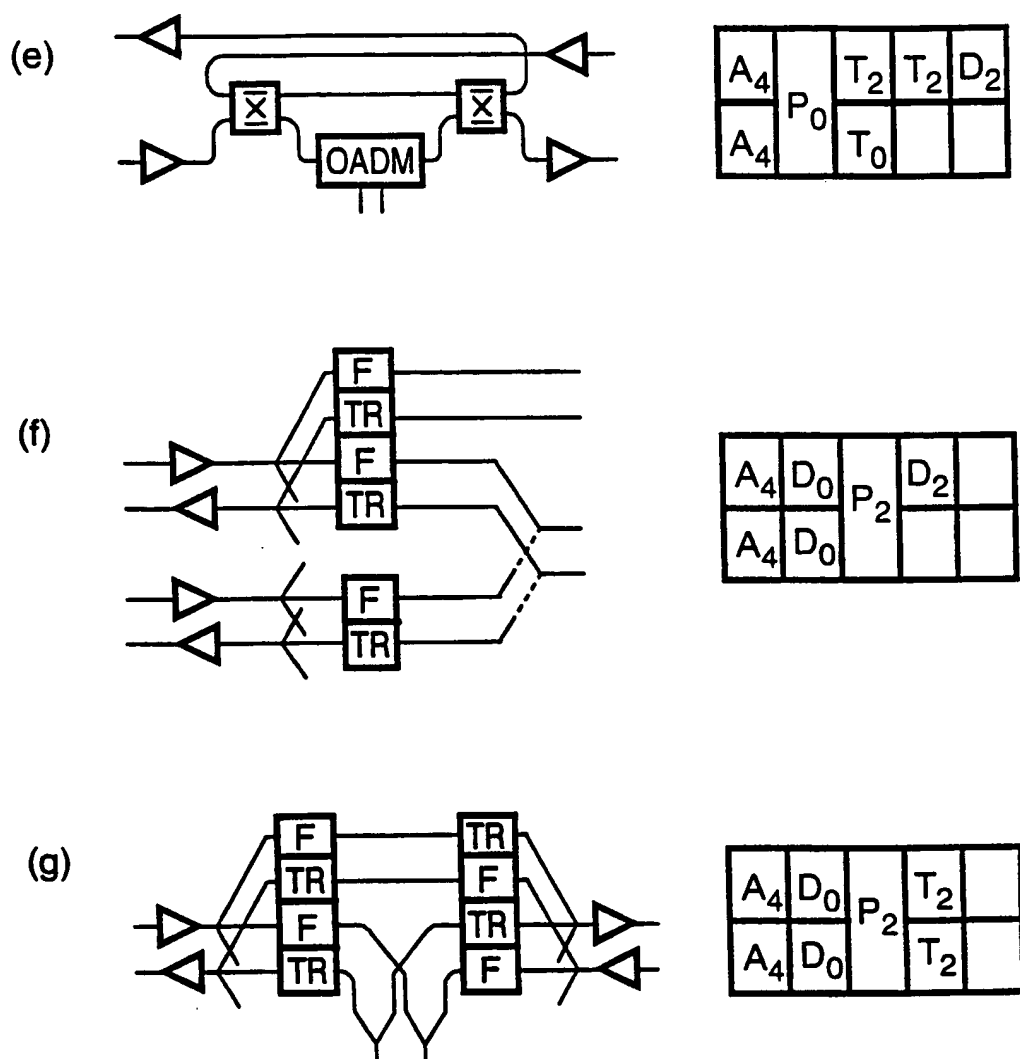 (e)
X
OADM
X
A4 P0 T2 T2 D2
A4 T0
(f)
F
TR
F
TR
F
TR
A4 D0 P2 D2
A4 D0
(g)
F TR
TR F
F TR
TR F
A4 D0 P2 T2
A4 D0 T2